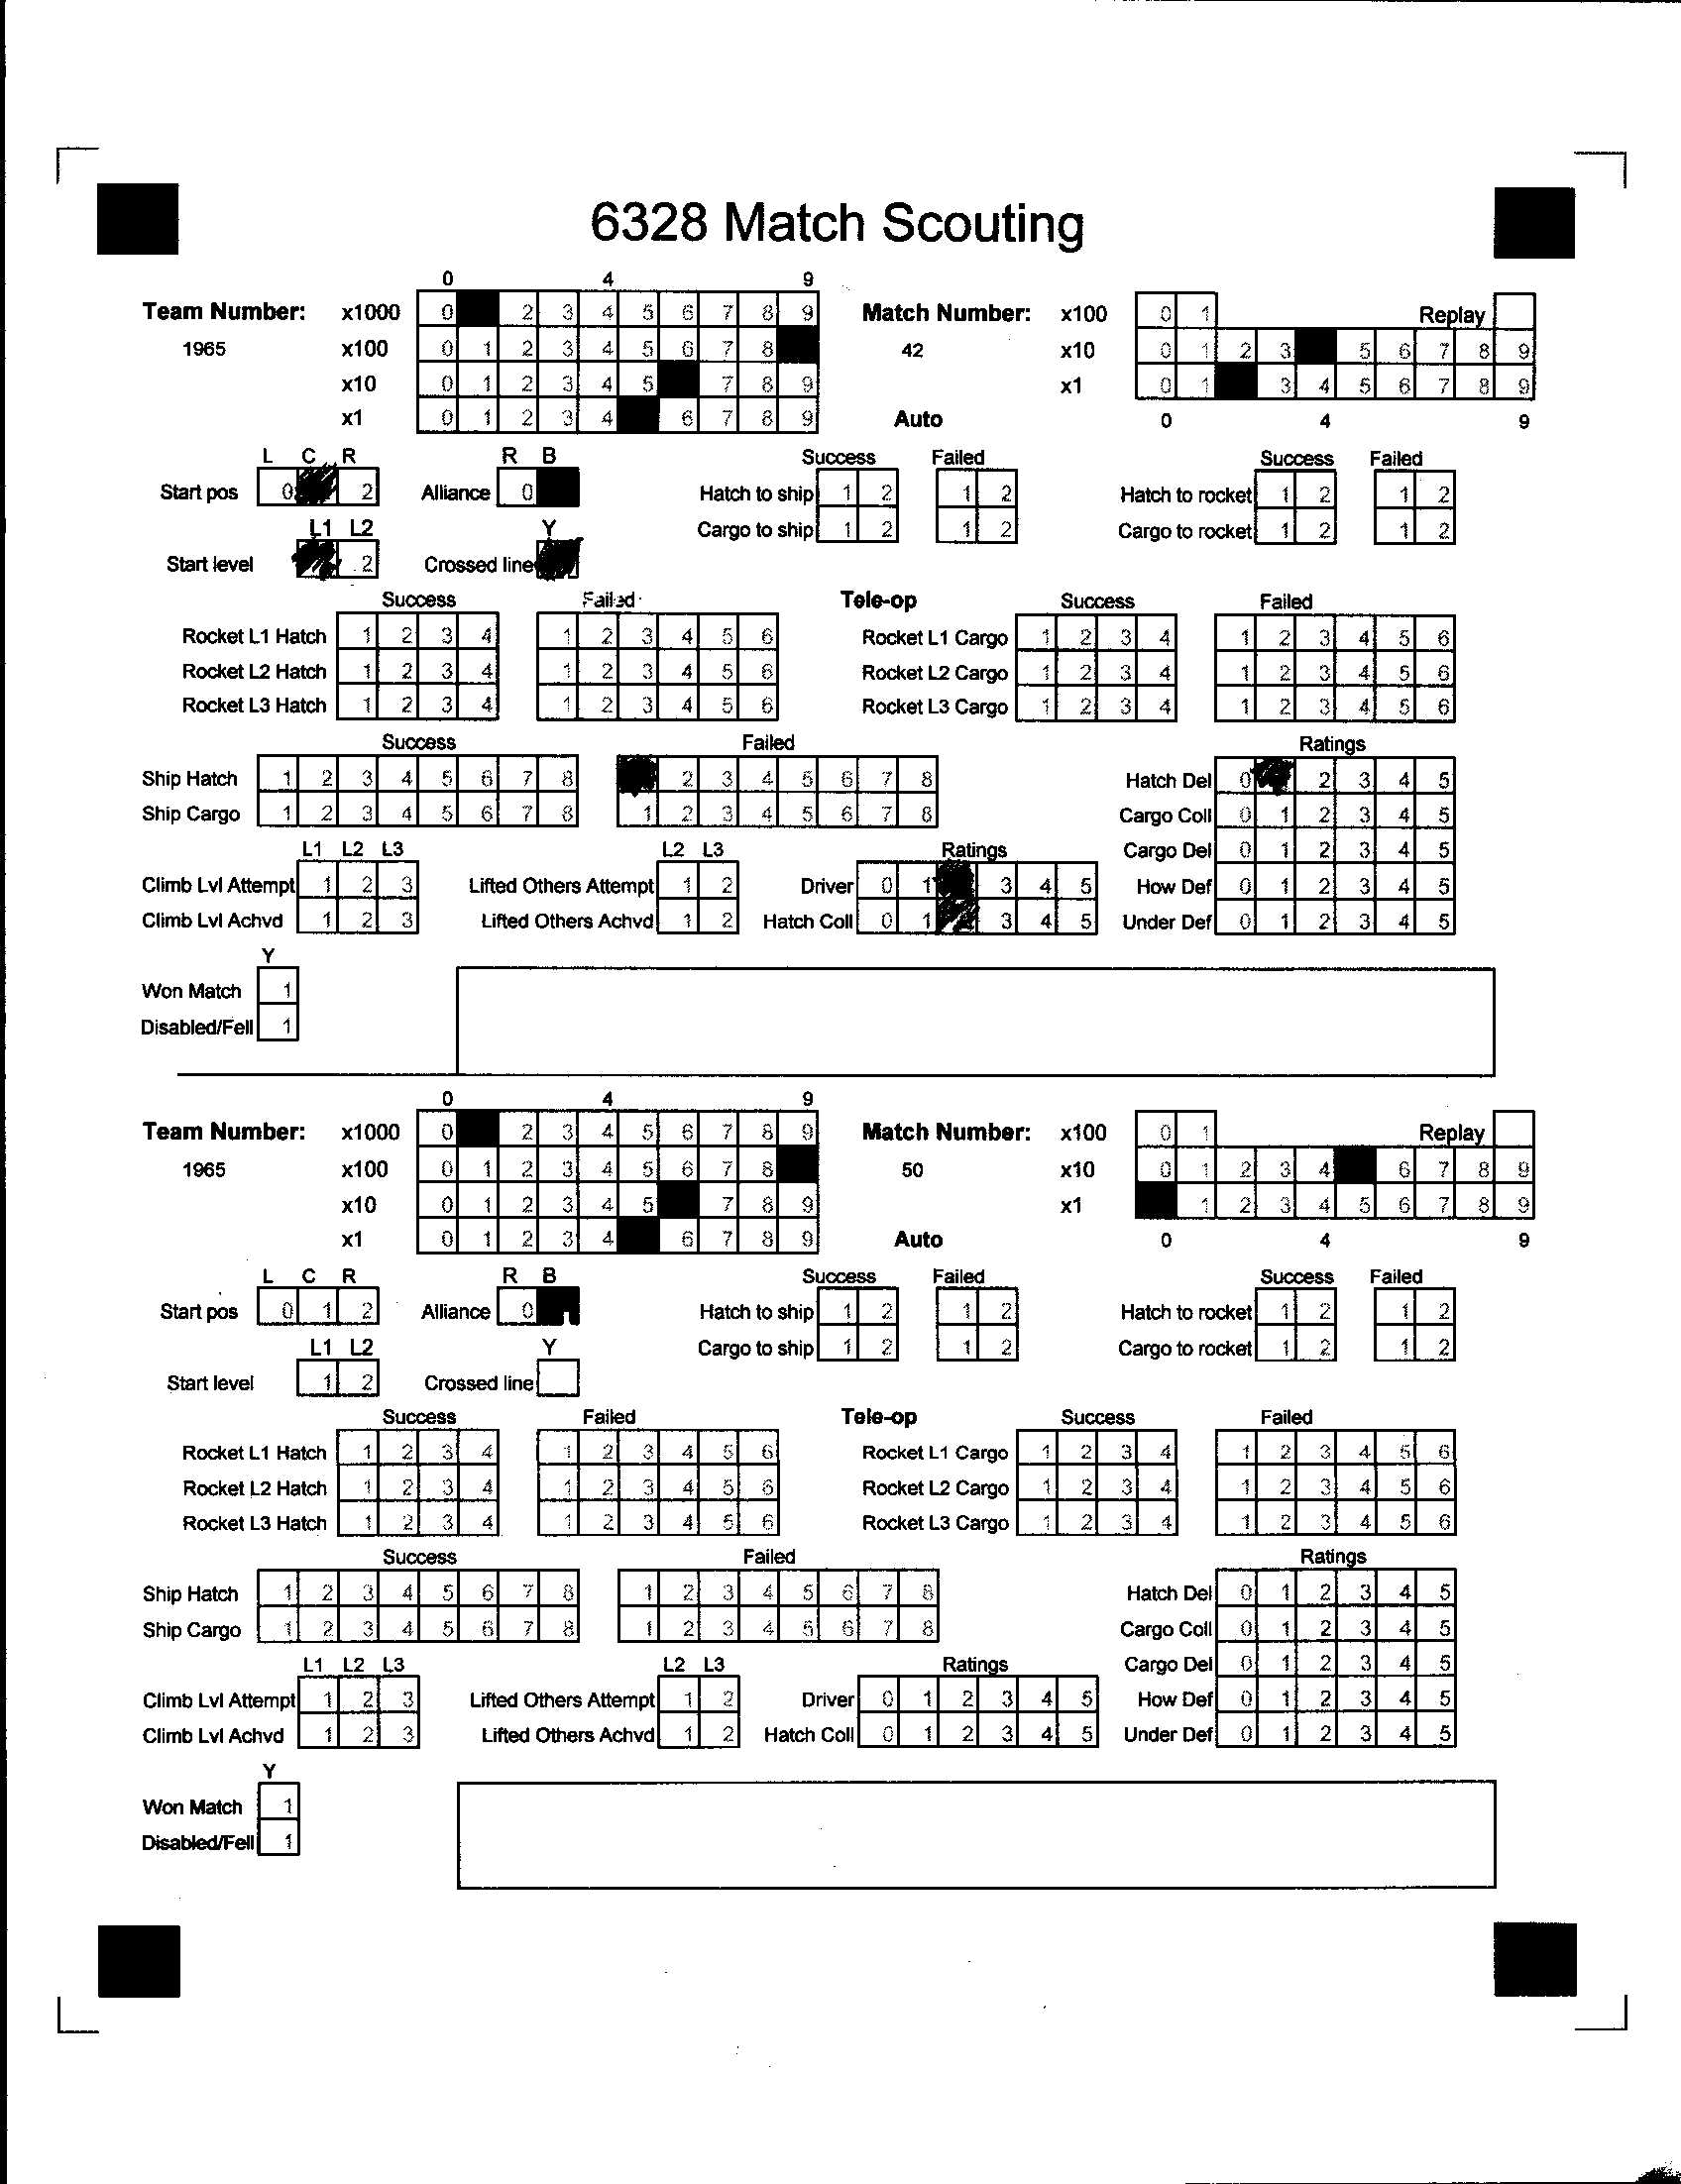 6328 Match Scouting
0 4 9
Team Number: x1000 0 2 3 4 5 6 7 8 9 Match Number: x100 0 1 Replay
1965 x100 0 1 2 3 4 5 6 7 8 42 x10 0 1 2 3 5 6 7 8 9
x10 0 1 2 3 4 5 7 8 9 x1 0 1 3 4 5 6 7 8 9
x1 0 1 2 3 4 6 7 8 9 Auto 0 4 9
L C R R B Success Failed Success Failed
Start pos 0 2 Alliance 0 Hatch to ship 1 2 1 2 Hatch to rocket 1 2 1 2
L1 L2 Y Cargo to ship 1 2 1 2 Cargo to rocket 1 2 1 2
Start level 2 Crossed line
Success Failed Tele-op Success Failed
Rocket L1 Hatch 1 2 3 4 1 2 3 4 5 6 Rocket L1 Cargo 1 2 3 4 1 2 3 4 5 6
Rocket L2 Hatch 1 2 3 4 1 2 3 4 5 6 Rocket L2 Cargo 1 2 3 4 1 2 3 4 5 6
Rocket L3 Hatch 1 2 3 4 1 2 3 4 5 6 Rocket L3 Cargo 1 2 3 4 1 2 3 4 5 6
Success Failed Ratings
Ship Hatch 1 2 3 4 5 6 7 8 2 3 4 5 6 7 8 Hatch Del 0 2 3 4 5
Ship Cargo 1 2 3 4 5 6 7 8 1 2 3 4 5 6 7 8 Cargo Coll 0 1 2 3 4 5
L1 L2 L3 L2 L3 Ratings Cargo Del 0 1 2 3 4 5
Climb Lvl Attempt 1 2 3 Lifted Others Attempt 1 2 Driver 0 1 3 4 5 How Def 0 1 2 3 4 5
Climb Lvl Achvd 1 2 3 Lifted Others Achvd 1 2 Hatch Coll 0 1 2 3 4 5 Under Def 0 1 2 3 4 5
Y
Won Match 1
Disabled/Fell 1
0 4 9
Team Number: x1000 0 2 3 4 5 6 7 8 9 Match Number: x100 0 1 Replay
1965 x100 0 1 2 3 4 5 6 7 8 50 x10 0 1 2 3 4 6 7 8 9
x10 0 1 2 3 4 5 7 8 9 x1 1 2 3 4 5 6 7 8 9
x1 0 1 2 3 4 6 7 8 9 Auto 0 4 9
L C R R B Success Failed Success Failed
Start pos 0 1 2 Alliance 0 Hatch to ship 1 2 1 2 Hatch to rocket 1 2 1 2
L1 L2 Y Cargo to ship 1 2 1 2 Cargo to rocket 1 2 1 2
Start level 1 2 Crossed line
Success Failed Tele-op Success Failed
Rocket L1 Hatch 1 2 3 4 1 2 3 4 5 6 Rocket L1 Cargo 1 2 3 4 1 2 3 4 5 6
Rocket L2 Hatch 1 2 3 4 1 2 3 4 5 6 Rocket L2 Cargo 1 2 3 4 1 2 3 4 5 6
Rocket L3 Hatch 1 2 3 4 1 2 3 4 5 6 Rocket L3 Cargo 1 2 3 4 1 2 3 4 5 6
Success Failed Ratings
Ship Hatch 1 2 3 4 5 6 7 8 1 2 3 4 5 6 7 8 Hatch Del 0 1 2 3 4 5
Ship Cargo 1 2 3 4 5 6 7 8 1 2 3 4 5 6 7 8 Cargo Coll 0 1 2 3 4 5
L1 L2 L3 L2 L3 Ratings Cargo Del 0 1 2 3 4 5
Climb Lvl Attempt 1 2 3 Lifted Others Attempt 1 2 Driver 0 1 2 3 4 5 How Def 0 1 2 3 4 5
Climb Lvl Achvd 1 2 3 Lifted Others Achvd 1 2 Hatch Coll 0 1 2 3 4 5 Under Def 0 1 2 3 4 5
Y
Won Match 1
Disabled/Fell 1